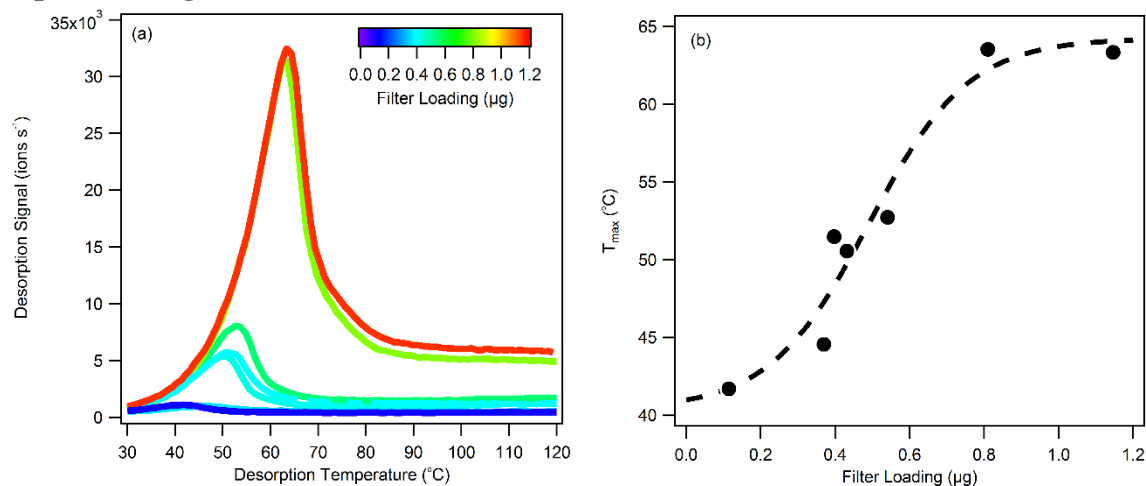 35x10³
30
25
20
15
10
5
0
Desorption Signal (ions s⁻¹)
(a)
0.0 0.2 0.4 0.6 0.8 1.0 1.2
Filter Loading (µg)
30 40 50 60 70 80 90 100 110 120
Desorption Temperature (°C)
(b)
65
60
55
50
45
40
Tmax (°C)
0.0 0.2 0.4 0.6 0.8 1.0 1.2
Filter Loading (µg)